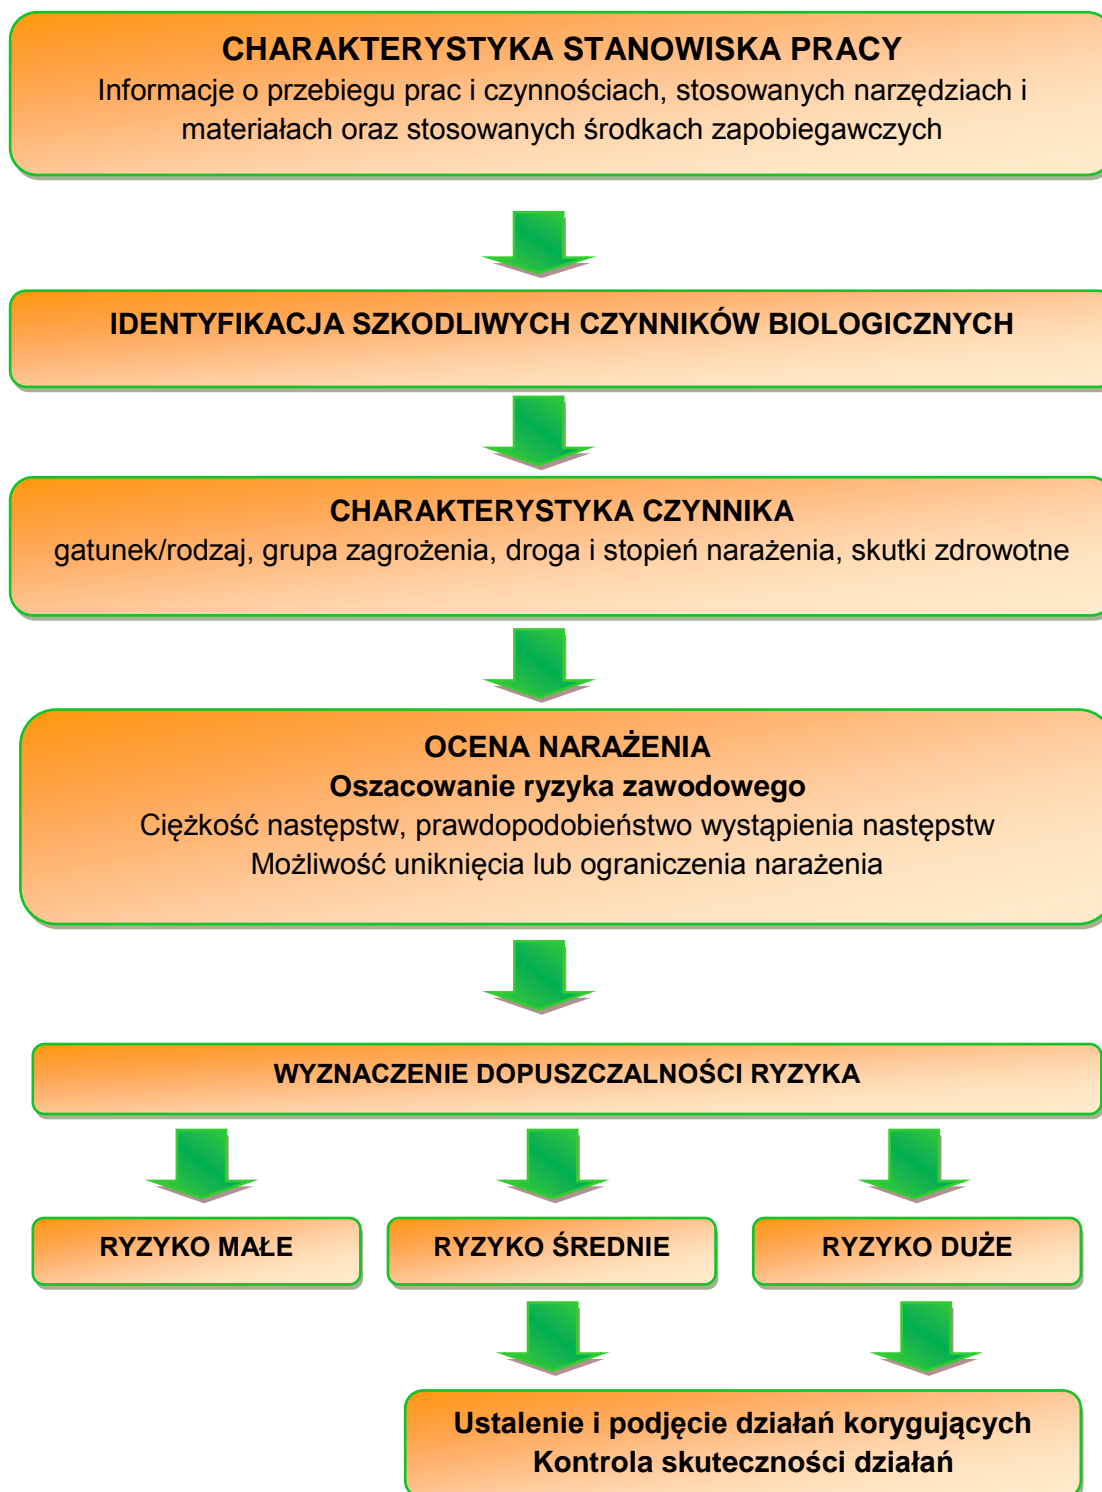 CHARAKTERYSTYKA STANOWISKA PRACY
Informacje o przebiegu prac i czynnościach, stosowanych narzędziach i
materiałach oraz stosowanych środkach zapobiegawczych
IDENTYFIKACJA SZKODLIWYCH CZYNNIKÓW BIOLOGICZNYCH
CHARAKTERYSTYKA CZYNNIKA
gatunek/rodzaj, grupa zagrożenia, droga i stopień narażenia, skutki zdrowotne
OCENA NARAŻENIA
Oszacowanie ryzyka zawodowego
Ciężkość następstw, prawdopodobieństwo wystąpienia następstw
Możliwość uniknięcia lub ograniczenia narażenia
WYZNACZENIE DOPUSZCZALNOŚCI RYZYKA
RYZYKO MAŁE
RYZYKO ŚREDNIE
RYZYKO DUŻE
Ustalenie i podjęcie działań korygujących
Kontrola skuteczności działań